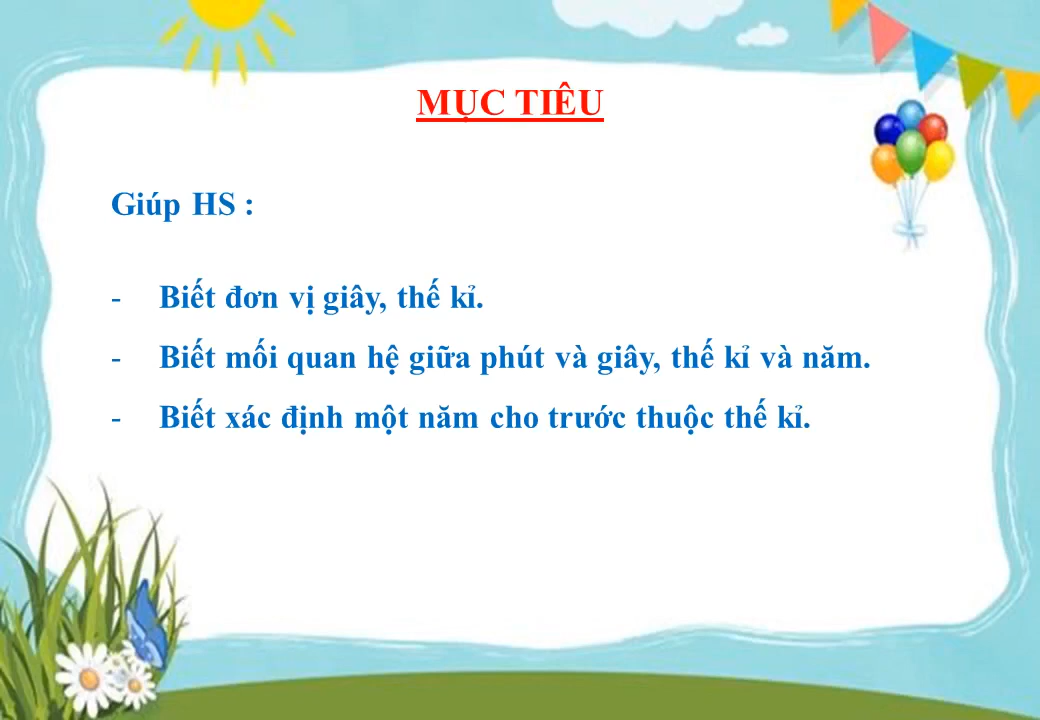 MỤC TIÊU
Giúp HS :
- Biết đơn vị giây, thế kỉ.
- Biết mối quan hệ giữa phút và giây, thế kỉ và năm.
- Biết xác định một năm cho trước thuộc thế kỉ.